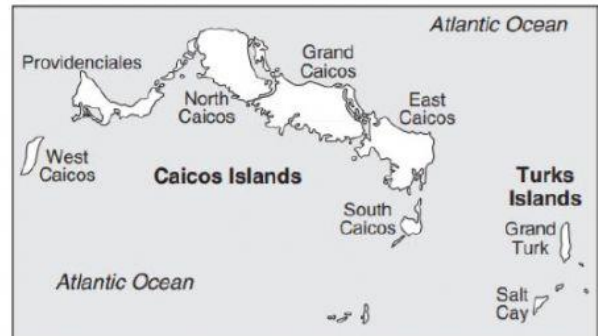 Atlantic Ocean
Providenciales
Grand
Caicos
North
Caicos
East
Caicos
West
Caicos
Caicos Islands
Turks
Islands
South
Caicos
Grand
Turk
Atlantic Ocean
Salt
Cay